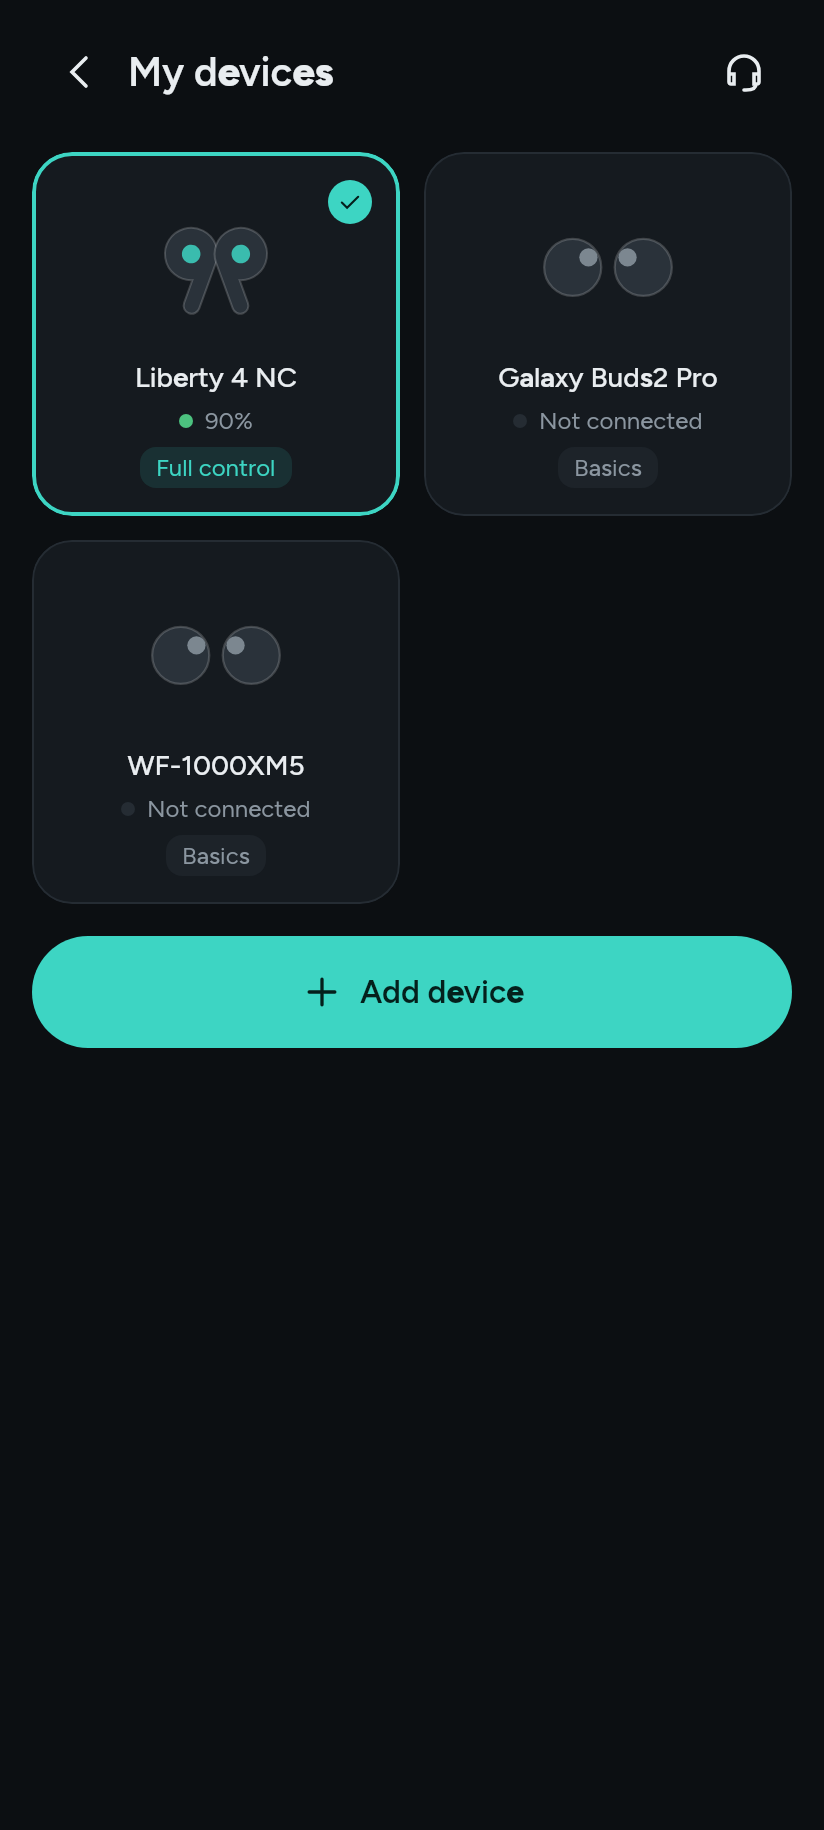 My devices
Liberty 4 NC
90%
Full control
Galaxy Buds2 Pro
Not connected
Basics
WF-1000XM5
Not connected
Basics
Add device